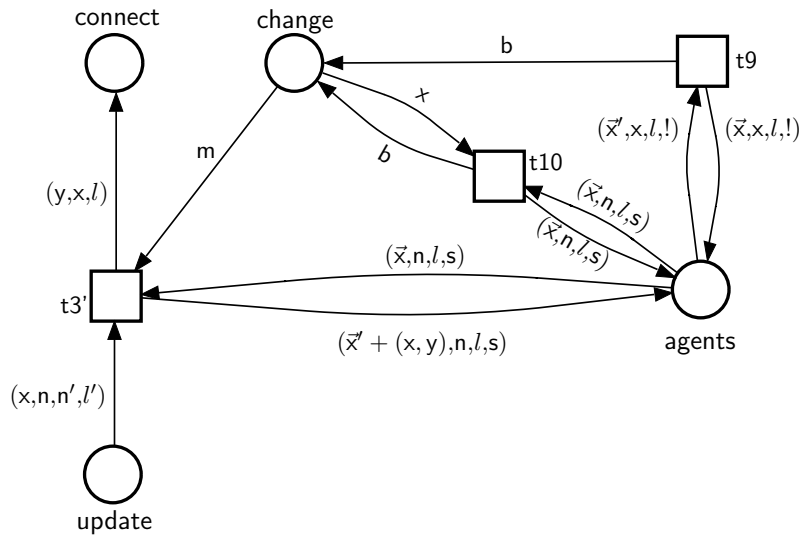 connect
change
b
t9
x
(x⃗′,x,l,!)
(x⃗,x,l,!)
m
b
t10
(y,x,l)
(x⃗,n,l,s)
(x⃗,n,l,s)
(x⃗,n,l,s)
t3'
(x⃗′ + (x, y),n,l,s)
agents
(x,n,n′,l′)
update